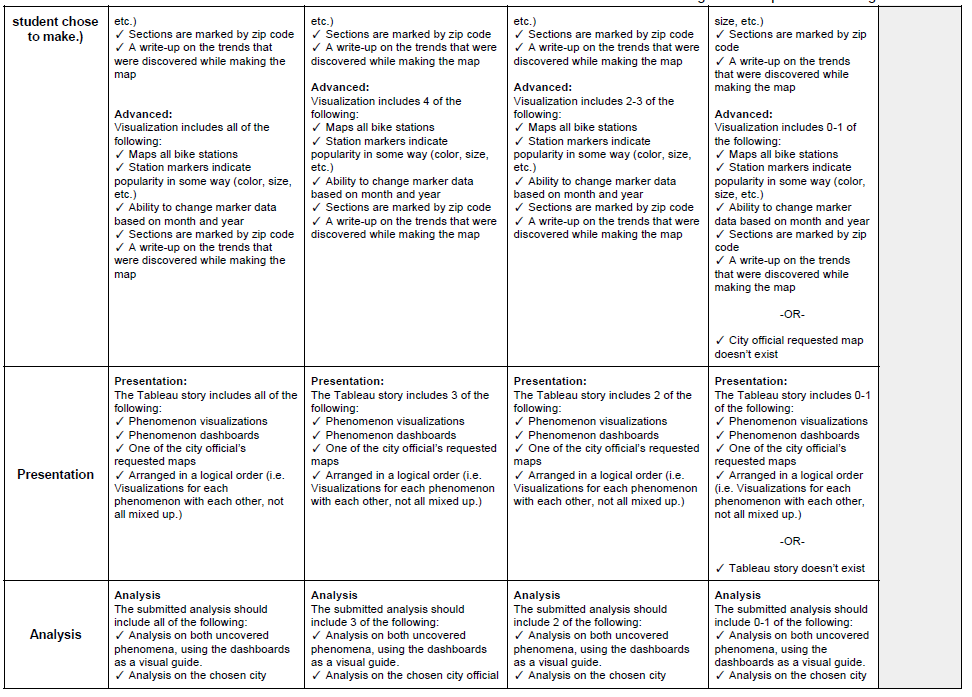 student chose
to make.)
etc.)
✓ Sections are marked by zip code
✓ A write-up on the trends that
were discovered while making the
map
Advanced:
Visualization includes all of the
following:
✓ Maps all bike stations
✓ Station markers indicate
popularity in some way (color, size,
etc.)
✓ Ability to change marker data
based on month and year
✓ Sections are marked by zip code
✓ A write-up on the trends that
were discovered while making the
map
etc.)
✓ Sections are marked by zip code
✓ A write-up on the trends that were
discovered while making the map
Advanced:
Visualization includes 4 of the
following:
✓ Maps all bike stations
✓ Station markers indicate
popularity in some way (color, size,
etc.)
✓ Ability to change marker data
based on month and year
✓ Sections are marked by zip code
✓ A write-up on the trends that were
discovered while making the map
etc.)
✓ Sections are marked by zip code
✓ A write-up on the trends that were
discovered while making the map
Advanced:
Visualization includes 2-3 of the
following:
✓ Maps all bike stations
✓ Station markers indicate
popularity in some way (color, size,
etc.)
✓ Ability to change marker data
based on month and year
✓ Sections are marked by zip code
✓ A write-up on the trends that were
discovered while making the map
size, etc.)
✓ Sections are marked by zip
code
✓ A write-up on the trends
that were discovered while
making the map
Advanced:
Visualization includes 0-1 of
the following:
✓ Maps all bike stations
✓ Station markers indicate
popularity in some way (color,
size, etc.)
✓ Ability to change marker
data based on month and year
✓ Sections are marked by zip
code
✓ A write-up on the trends
that were discovered while
making the map
-OR-
✓ City official requested map
doesn't exist
Presentation
Presentation:
The Tableau story includes all of the
following:
✓ Phenomenon visualizations
✓ Phenomenon dashboards
✓ One of the city official's
requested maps
✓ Arranged in a logical order (i.e.
Visualizations for each
phenomenon with each other, not
all mixed up.)
Presentation:
The Tableau story includes 3 of the
following:
✓ Phenomenon visualizations
✓ Phenomenon dashboards
✓ One of the city official's requested
maps
✓ Arranged in a logical order (i.e.
Visualizations for each phenomenon
with each other, not all mixed up.)
Presentation:
The Tableau story includes 2 of the
following:
✓ Phenomenon visualizations
✓ Phenomenon dashboards
✓ One of the city official's requested
maps
✓ Arranged in a logical order (i.e.
Visualizations for each phenomenon
with each other, not all mixed up.)
Presentation:
The Tableau story includes 0-1
of the following:
✓ Phenomenon visualizations
✓ Phenomenon dashboards
✓ One of the city official's
requested maps
✓ Arranged in a logical order
(i.e. Visualizations for each
phenomenon with each other,
not all mixed up.)
-OR-
✓ Tableau story doesn't exist
Analysis
Analysis
The submitted analysis should
include all of the following:
✓ Analysis on both uncovered
phenomena, using the dashboards
as a visual guide.
✓ Analysis on the chosen city
Analysis
The submitted analysis should
include 3 of the following:
✓ Analysis on both uncovered
phenomena, using the dashboards
as a visual guide.
✓ Analysis on the chosen city official
Analysis
The submitted analysis should
include 2 of the following:
✓ Analysis on both uncovered
phenomena, using the dashboards
as a visual guide.
✓ Analysis on the chosen city
Analysis
The submitted analysis should
include 0-1 of the following:
✓ Analysis on both uncovered
phenomena, using the
dashboards as a visual guide.
✓ Analysis on the chosen city